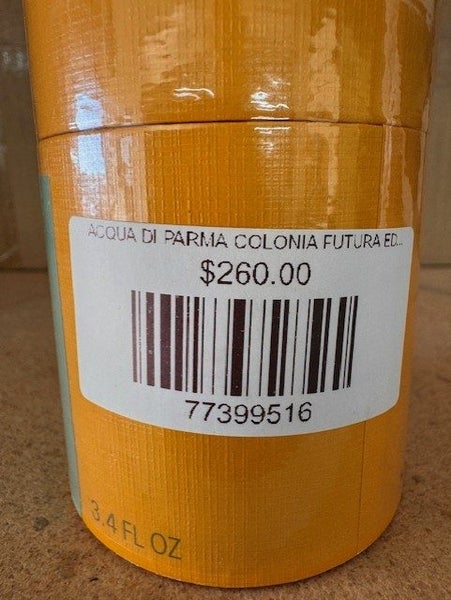 ACQUA DI PARMA COLONIA FUTURA ED...
$260.00
77399516
3.4 FL OZ